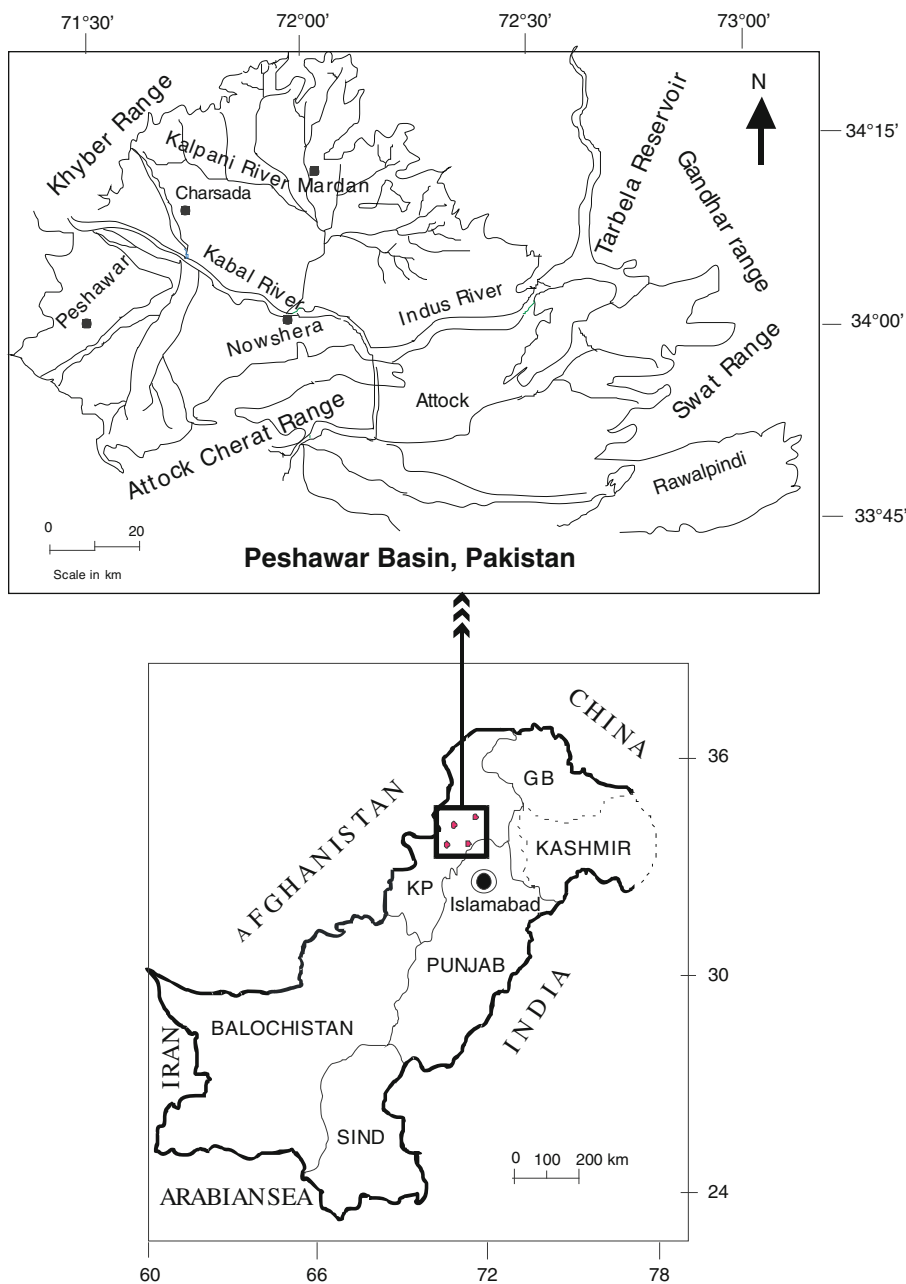 71°30'
72°00'
72°30'
73°00'
N
34°15'
34°00'
33°45'
Khyber Range
Kalpani River
Mardan
Charsada
Tarbela Reservoir
Gandhar range
Kabal River
Peshawar
Indus River
Nowshera
Swat Range
Attock
Attock Cherat Range
Rawalpindi
0 20
Scale in km
Peshawar Basin, Pakistan
CHINA
36
GB
AFGHANISTAN
KASHMIR
KP
Islamabad
PUNJAB
30
INDIA
BALOCHISTAN
IRAN
SIND
0 100 200 km
ARABIAN SEA
24
60 66 72 78